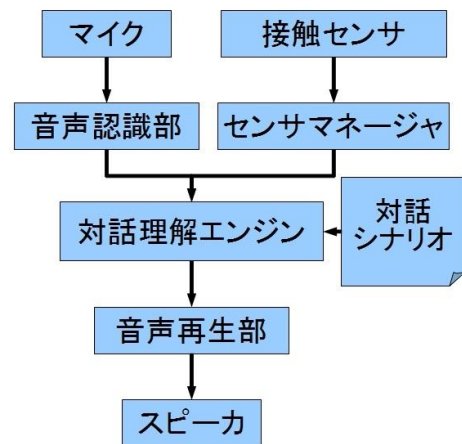 マイク
接触センサ
音声認識部
センサマネージャ
対話理解エンジン
対話
シナリオ
音声再生部
スピーカ